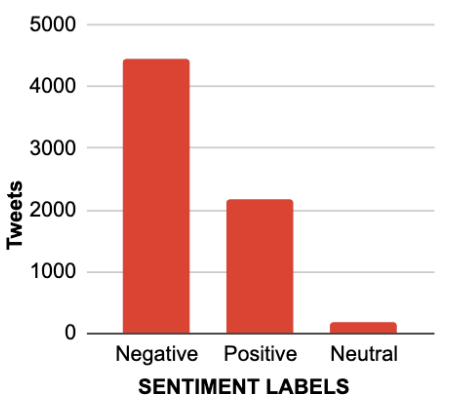 5000
4000
3000
2000
1000
0
Tweets
Negative Positive Neutral
SENTIMENT LABELS